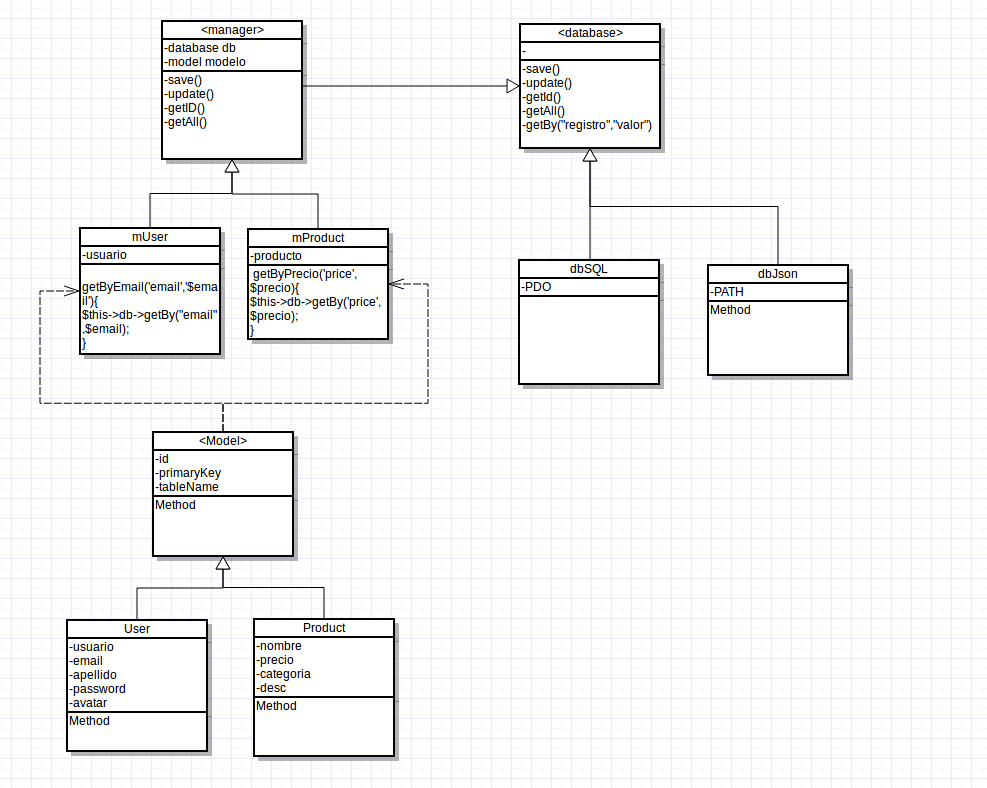 <manager>
-database db
-model modelo
-save()
-update()
-getID()
-getAll()
<database>
-
-save()
-update()
-getId()
-getAll()
-getBy("registro","valor")
mUser
-usuario
getByEmail('email','$ema
il'){
$this->db->getBy("email"
,$email);
}
mProduct
-producto
getByPrecio('price',
$precio){
$this->db->getBy('price',
$precio);
}
dbSQL
-PDO
dbJson
-PATH
Method
<Model>
-id
-primaryKey
-tableName
Method
User
-usuario
-email
-apellido
-password
-avatar
Method
Product
-nombre
-precio
-categoria
-desc
Method